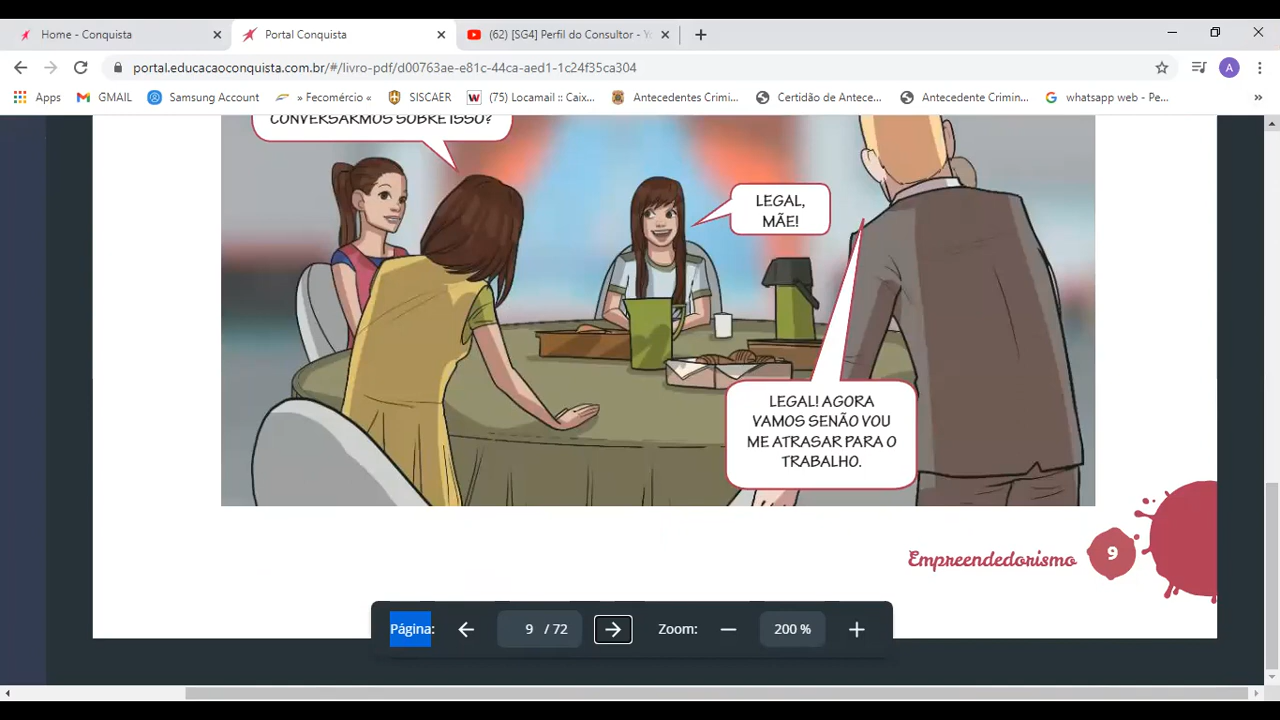 Home - Conquista
Portal Conquista
(62) [SG4] Perfil do Consultor - Yo
portal.educacaoconquista.com.br/#/livro-pdf/d00763ae-e81c-44ca-aed1-1c24f35ca304
A
Apps
GMAIL
Samsung Account
» Fecomércio «
SISCAER
(75) Locamail :: Caix...
Antecedentes Crimi...
Certidão de Antece...
Antecedente Crimin...
whatsapp web - Pe...
»
CONVERSARMOS SOBRE ISSO?
LEGAL,
MÃE!
LEGAL! AGORA
VAMOS SENÃO VOU
ME ATRASAR PARA O
TRABALHO.
Empreendedorismo 9
Página: 9 / 72 Zoom: 200 %